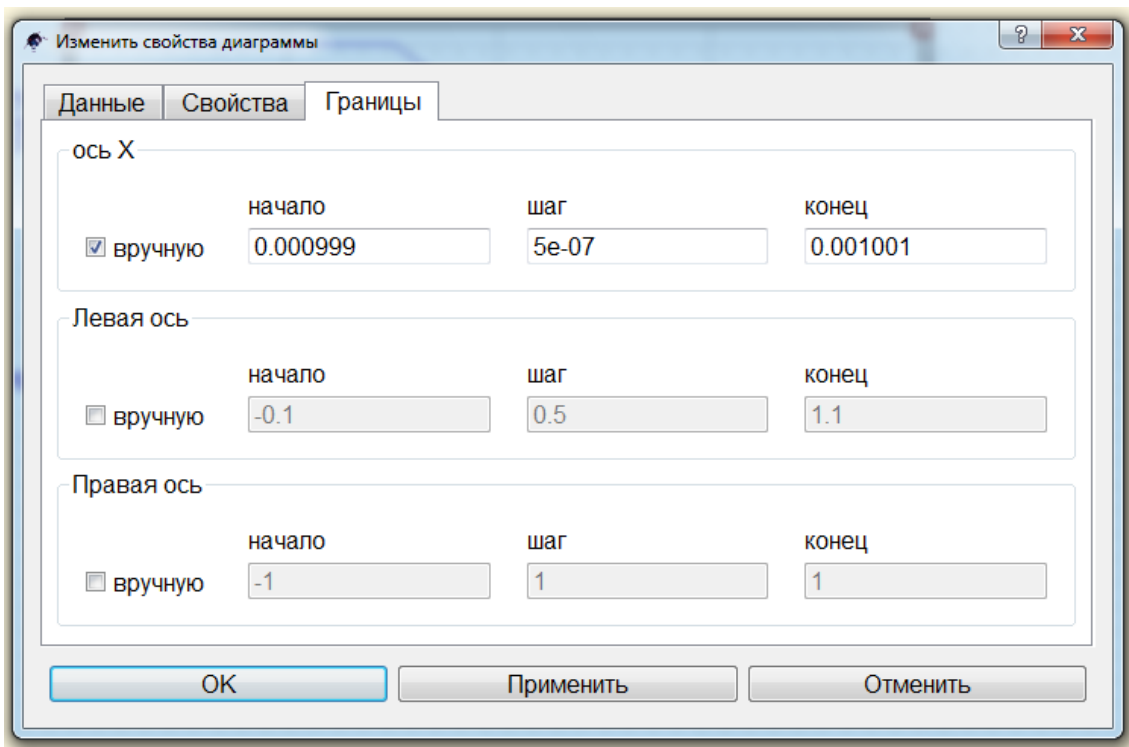 Изменить свойства диаграммы
Данные Свойства Границы
ось X
начало шаг конец
вручную 0.000999 5e-07 0.001001
Левая ось
начало шаг конец
вручную -0.1 0.5 1.1
Правая ось
начало шаг конец
вручную -1 1 1
OK Применить Отменить